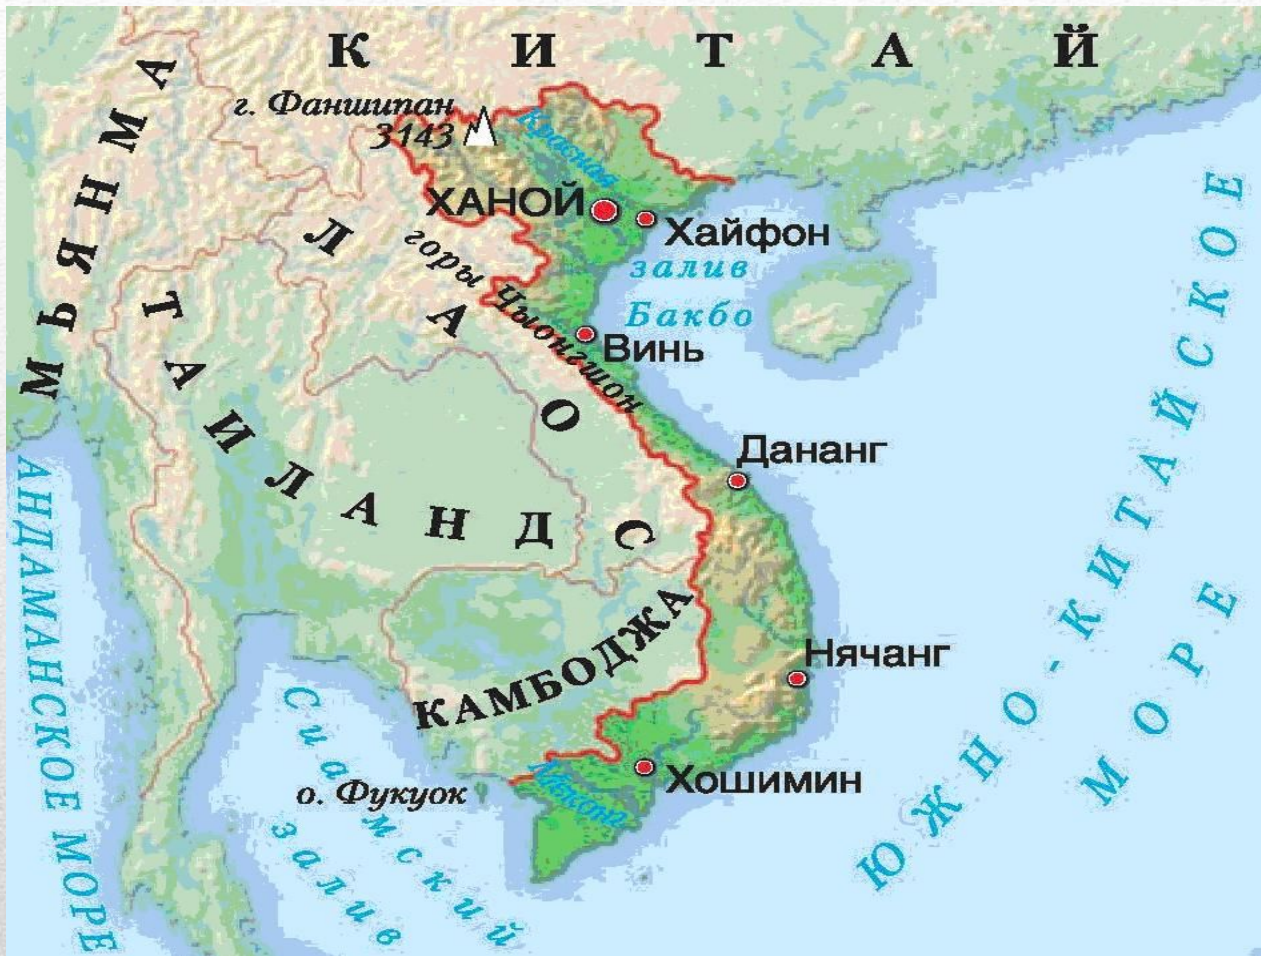 КИТАЙ
МЬЯНМА
г. Фаншипан
3143
Красная
ХАНОЙ
Хайфон
ЛАОС
горы Чыонгшон
залив
Бакбо
ТАИЛАНД
Винь
Дананг
АНДАМАНСКОЕ МОРЕ
КАМБОДЖА
Нячанг
ЮЖНО-КИТАЙСКОЕ
МОРЕ
Сиамский
залив
о. Фукуок
Меконг
Хошимин